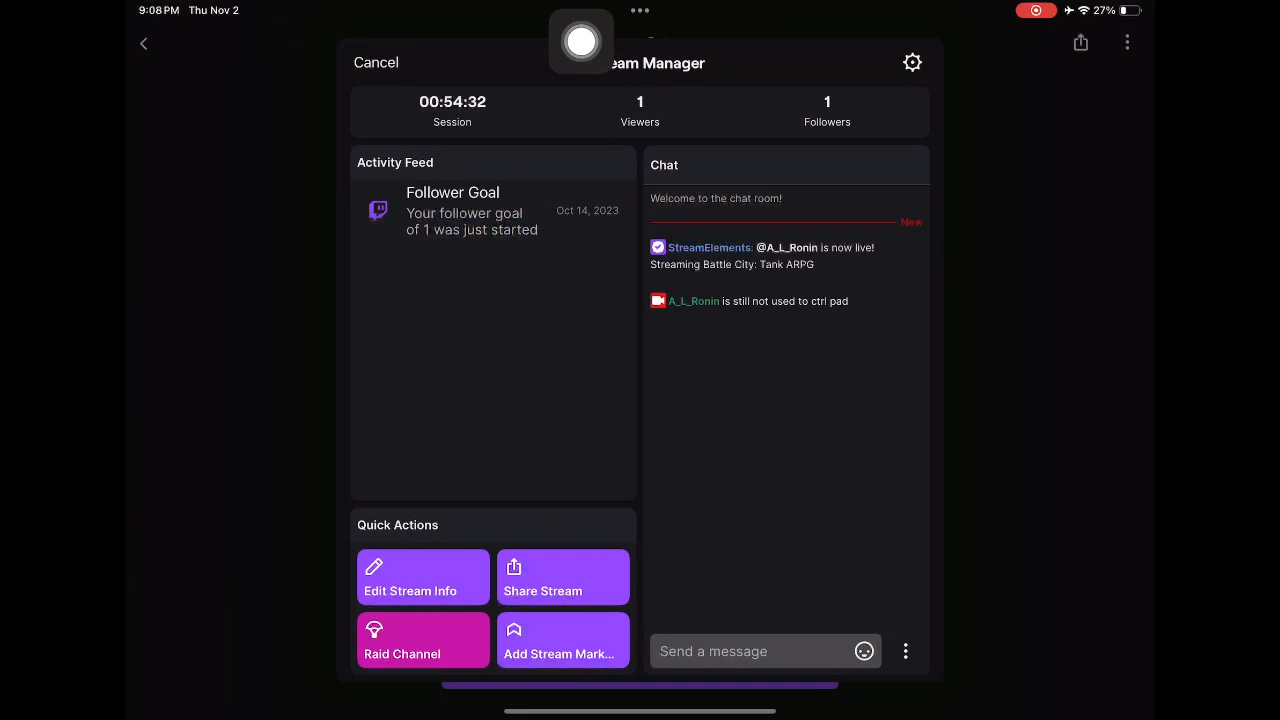 9:08 PM Thu Nov 2
27%
Cancel
eam Manager
00:54:32
Session
1
Viewers
1
Followers
Activity Feed
Follower Goal
Your follower goal
of 1 was just started
Oct 14, 2023
Chat
Welcome to the chat room!
New
StreamElements: @A_L_Ronin is now live!
Streaming Battle City: Tank ARPG
A_L_Ronin is still not used to ctrl pad
Quick Actions
Edit Stream Info
Share Stream
Raid Channel
Add Stream Mark...
Send a message